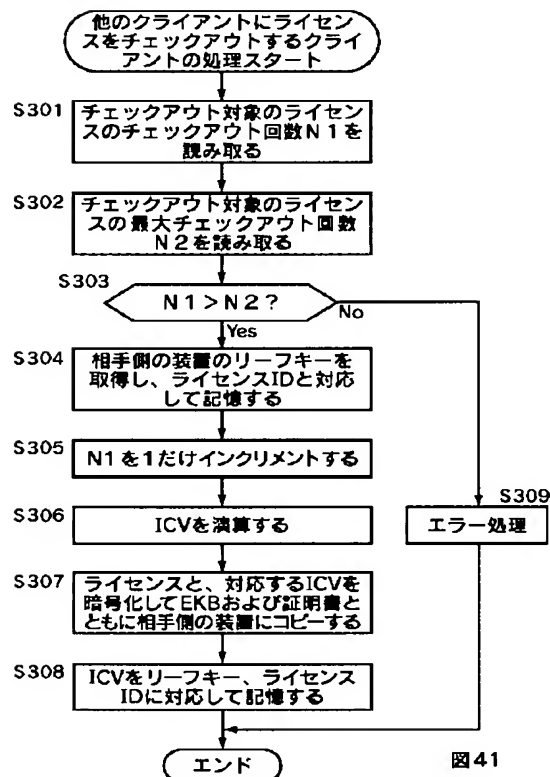 他のクライアントにライセン
スをチェックアウトするクライ
アントの処理スタート
S301
チェックアウト対象のライセン
スのチェックアウト回数N1を
読み取る
S302
チェックアウト対象のライセン
スの最大チェックアウト回数
N2を読み取る
S303
N1>N2?
No
Yes
S304
相手側の装置のリーフキーを
取得し、ライセンスIDと対応
して記憶する
S305
N1を1だけインクリメントする
S306
ICVを演算する
S309
エラー処理
S307
ライセンスと、対応するICVを
暗号化してEKBおよび証明書と
ともに相手側の装置にコピーする
S308
ICVをリーフキー、ライセンス
IDに対応して記憶する
エンド
図41